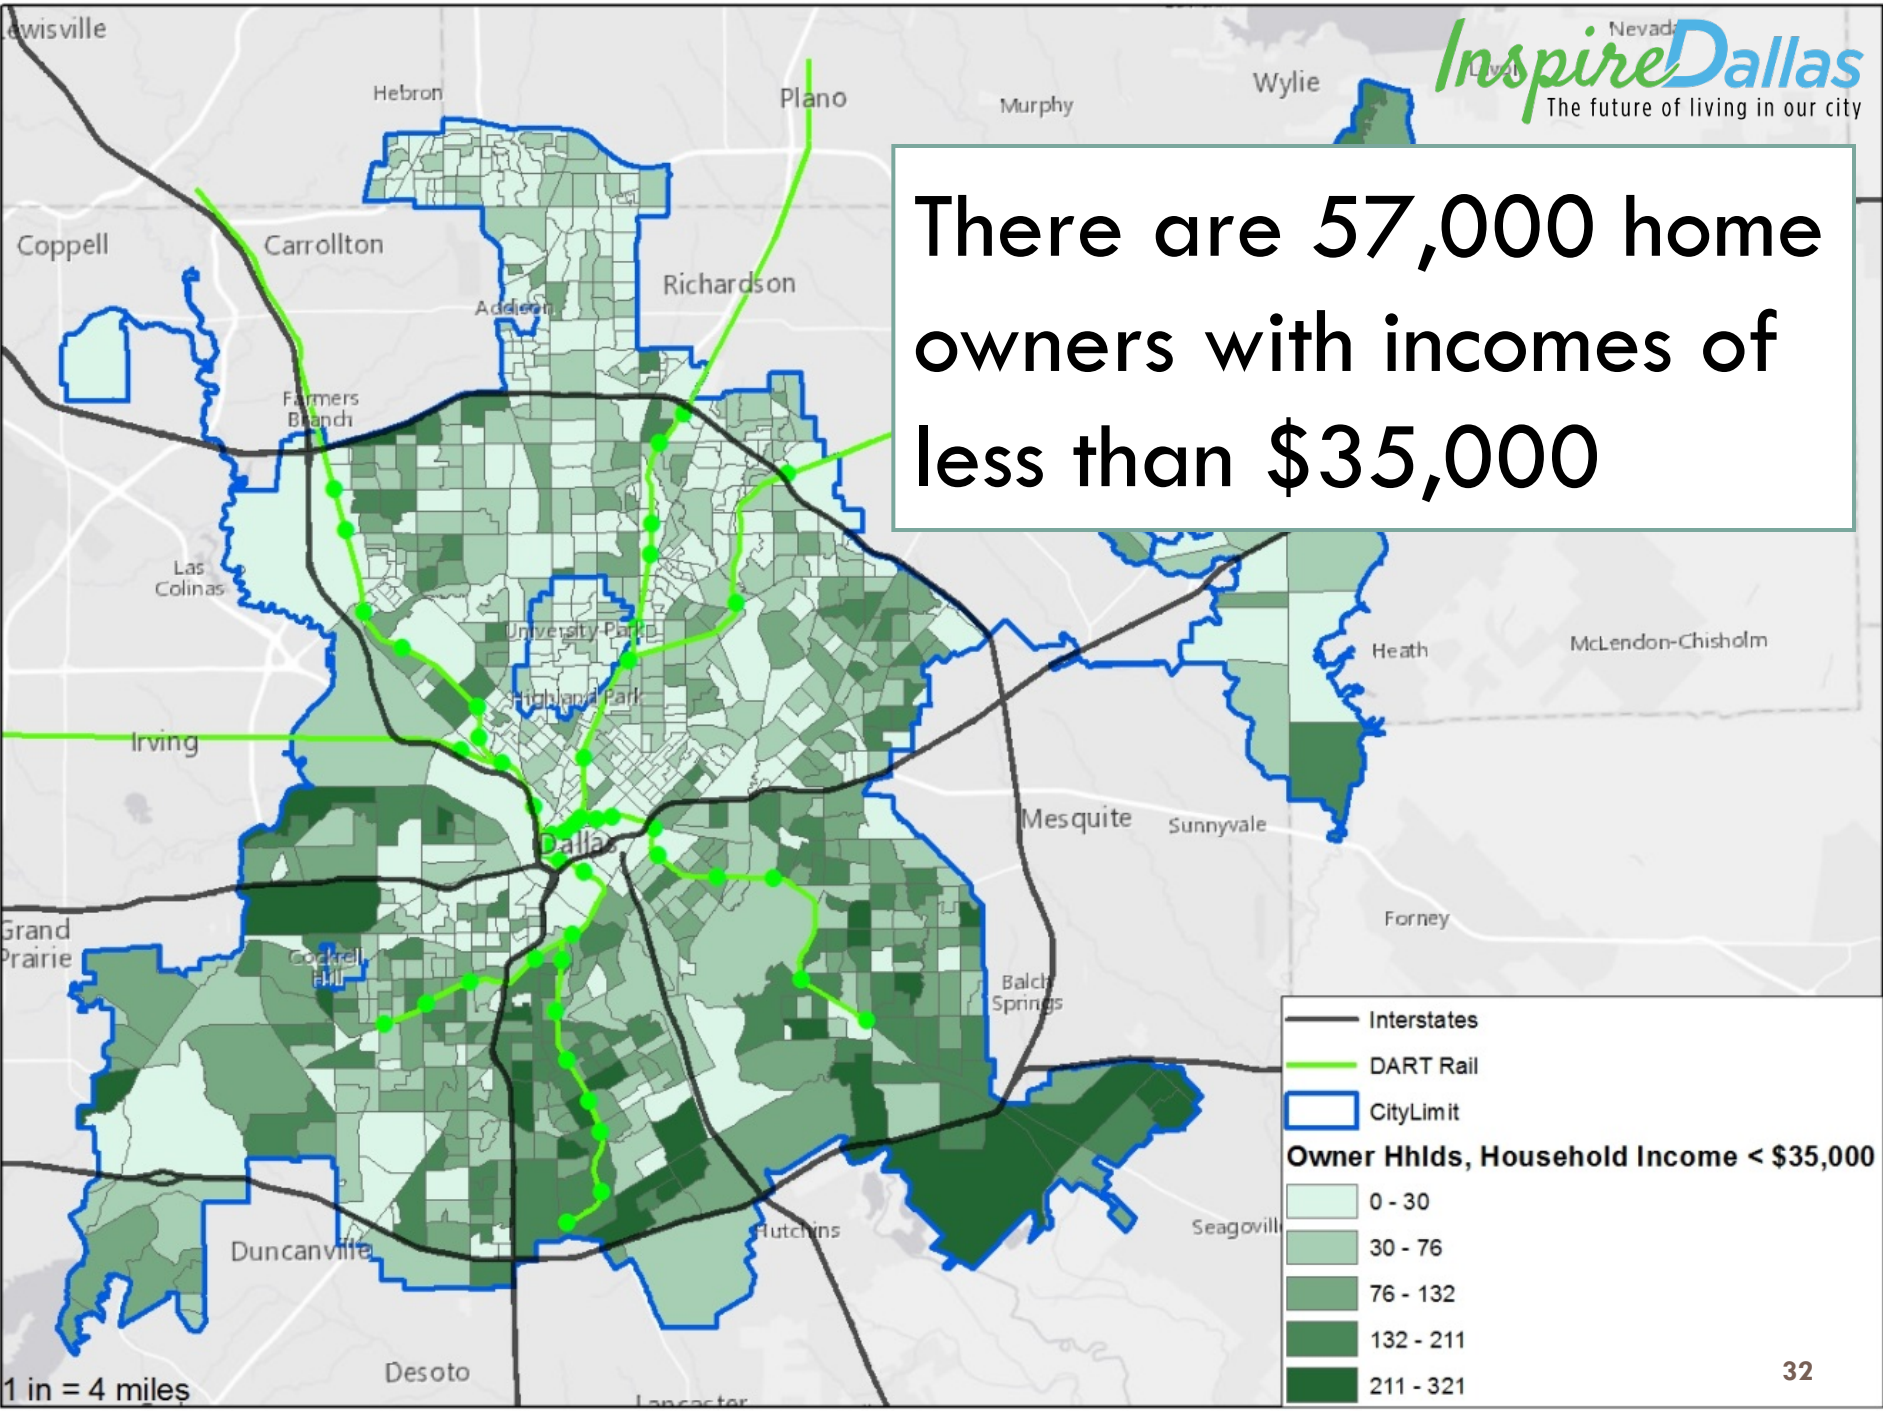 Lewisville
Nevada
InspireDallas
The future of living in our city
Hebron
Plano
Murphy
Wylie
There are 57,000 home
owners with incomes of
less than $35,000
Coppell
Carrollton
Richardson
Addison
Farmers
Branch
Las
Colinas
University Park
Heath
McLendon-Chisholm
Highland Park
Irving
Mesquite
Sunnyvale
Dallas
Grand
Prairie
Forney
Cockrell
Hill
Balch
Springs
Hutchins
Seagoville
Duncanville
Desoto
Lancaster
1 in = 4 miles
Interstates
DART Rail
CityLimit
Owner Hhlds, Household Income < $35,000
0 - 30
30 - 76
76 - 132
132 - 211
211 - 321
32